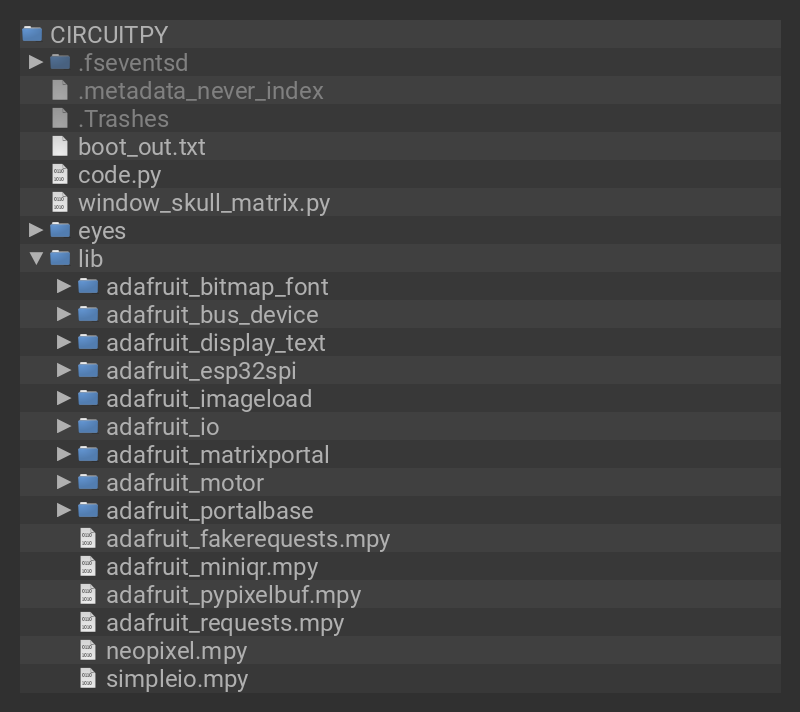 CIRCUITPY
.fseventsd
.metadata_never_index
.Trashes
boot_out.txt
code.py
window_skull_matrix.py
eyes
lib
adafruit_bitmap_font
adafruit_bus_device
adafruit_display_text
adafruit_esp32spi
adafruit_imageload
adafruit_io
adafruit_matrixportal
adafruit_motor
adafruit_portalbase
adafruit_fakerequests.mpy
adafruit_miniqr.mpy
adafruit_pypixelbuf.mpy
adafruit_requests.mpy
neopixel.mpy
simpleio.mpy